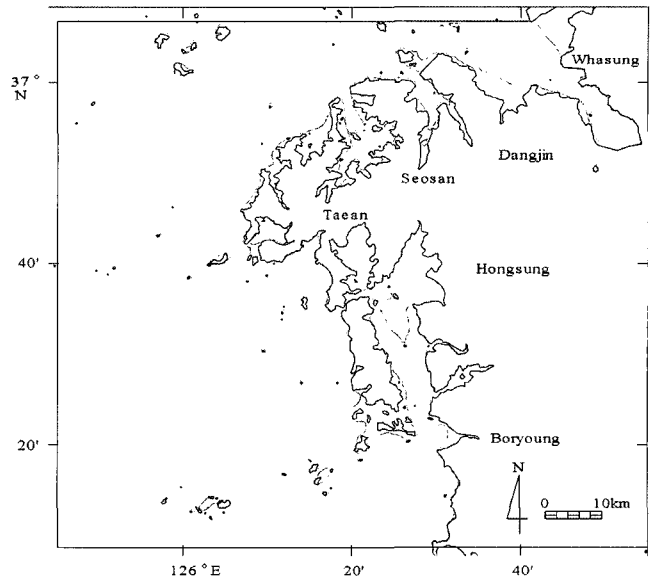 Whasung
37°
N
Dangjin
Seosan
Taean
40'
Hongsung
20'
Boryoung
N
0 10km
126°E
20'
40'